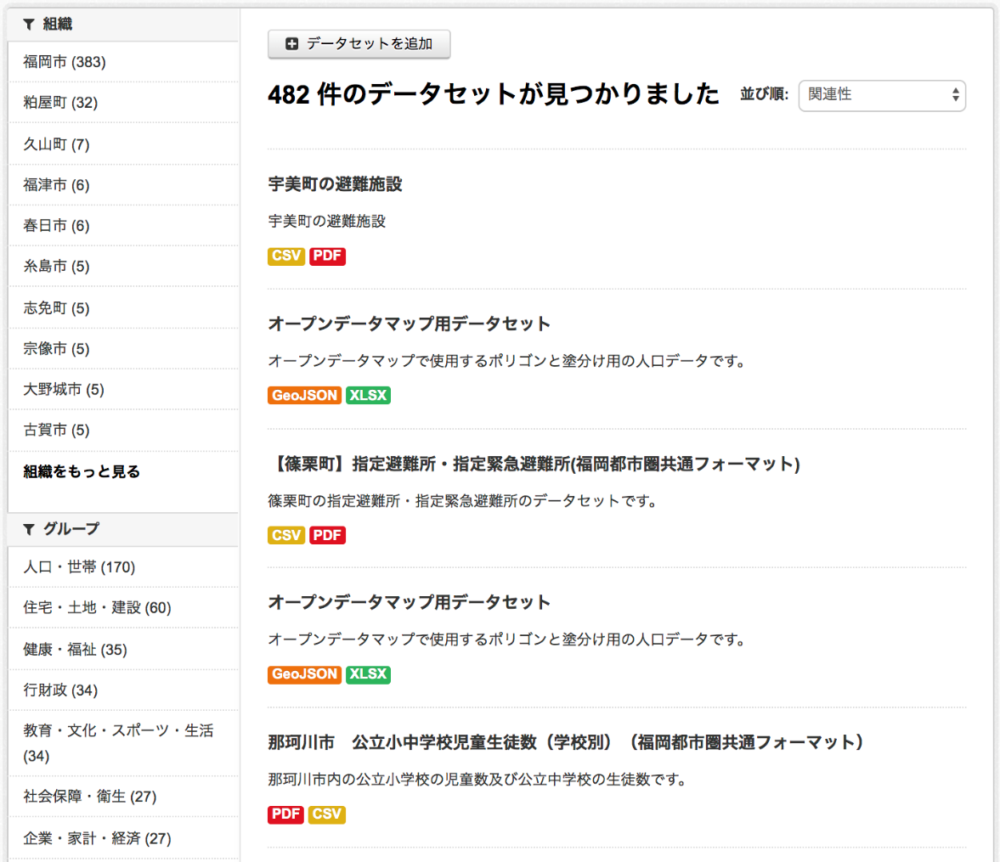 組織
福岡市 (383)
粕屋町 (32)
久山町 (7)
福津市 (6)
春日市 (6)
糸島市 (5)
志免町 (5)
宗像市 (5)
大野城市 (5)
古賀市 (5)
組織をもっと見る
グループ
人口・世帯 (170)
住宅・土地・建設 (60)
健康・福祉 (35)
行財政 (34)
教育・文化・スポーツ・生活
(34)
社会保障・衛生 (27)
企業・家計・経済 (27)
データセットを追加
482 件のデータセットが見つかりました 並び順: 関連性
宇美町の避難施設
宇美町の避難施設
CSV PDF
オープンデータマップ用データセット
オープンデータマップで使用するポリゴンと塗分け用の人口データです。
GeoJSON XLSX
【篠栗町】指定避難所・指定緊急避難所(福岡都市圏共通フォーマット)
篠栗町の指定避難所・指定緊急避難所のデータセットです。
CSV PDF
オープンデータマップ用データセット
オープンデータマップで使用するポリゴンと塗分け用の人口データです。
GeoJSON XLSX
那珂川市　公立小中学校児童生徒数（学校別）（福岡都市圏共通フォーマット）
那珂川市内の公立小学校の児童数及び公立中学校の生徒数です。
PDF CSV